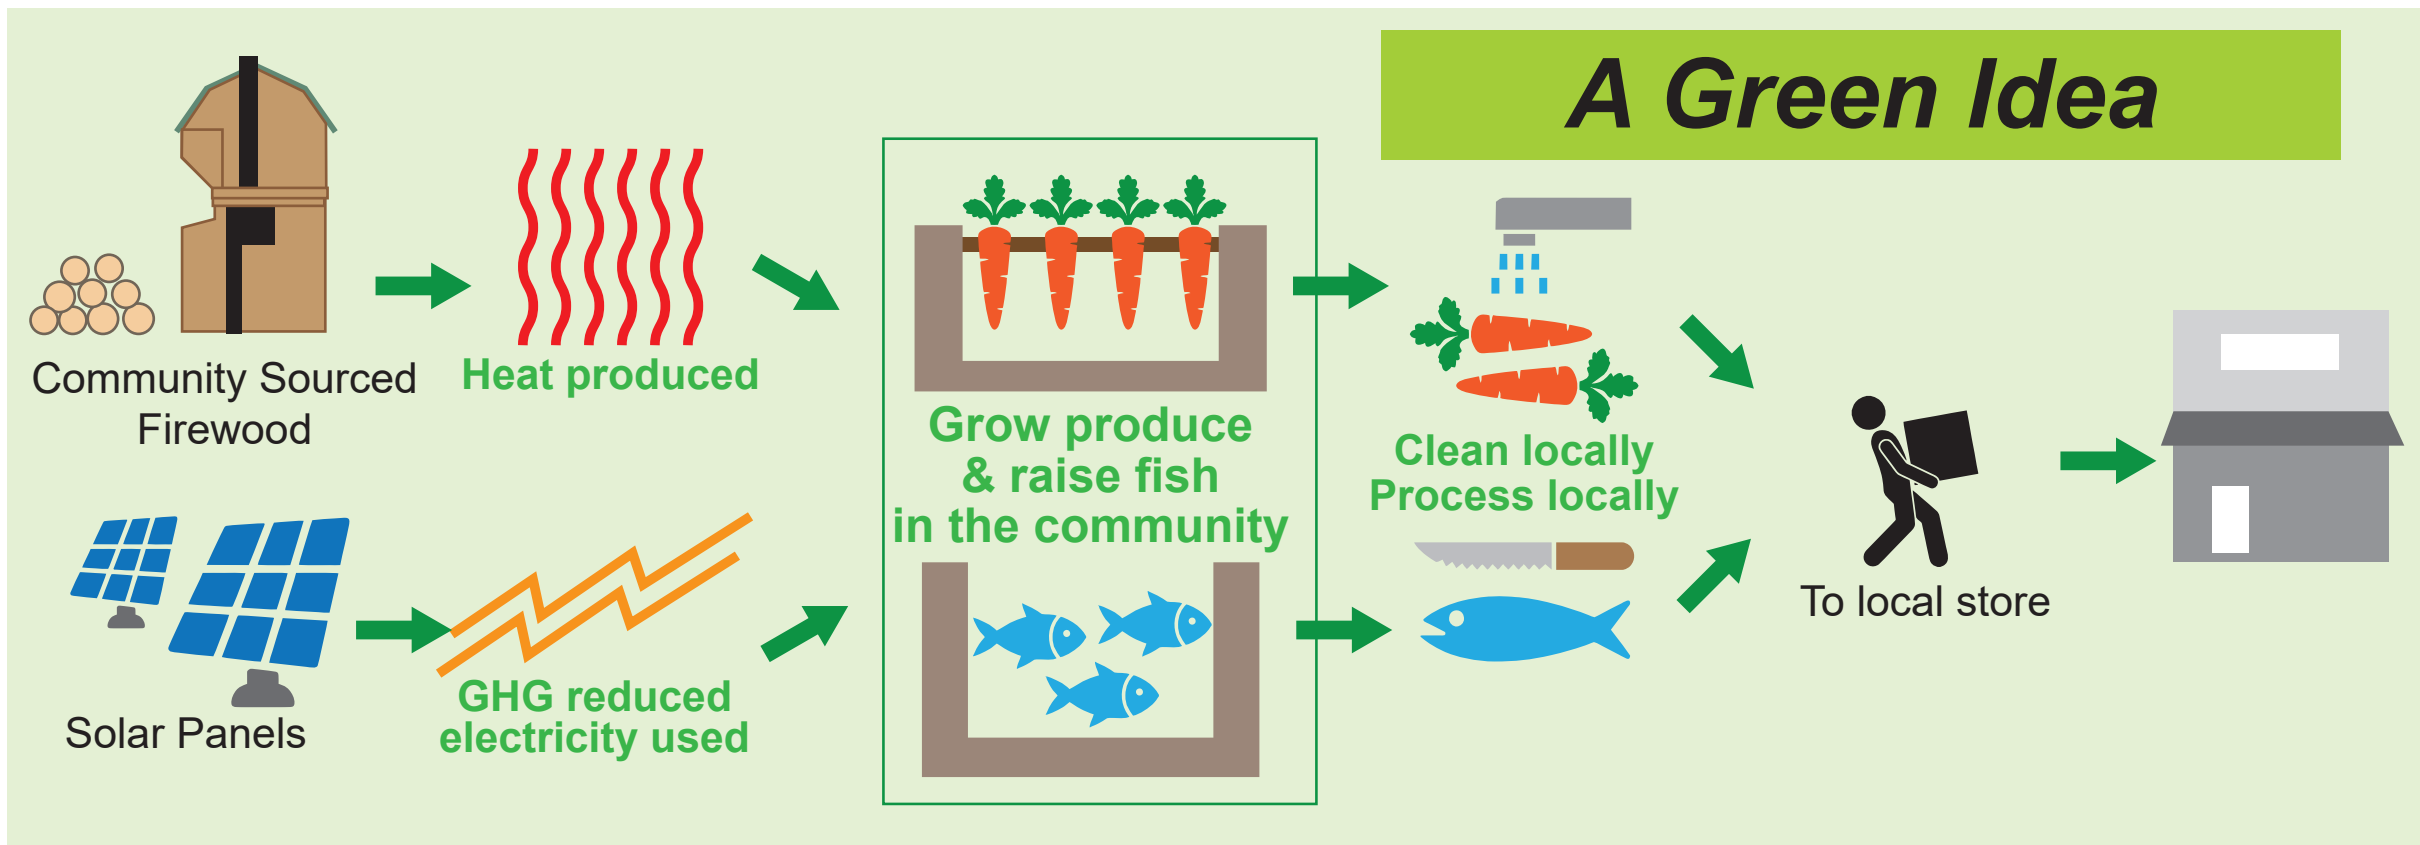 A Green Idea
Community Sourced
Firewood
Heat produced
Solar Panels
GHG reduced
electricity used
Grow produce
& raise fish
in the community
Clean locally
Process locally
To local store